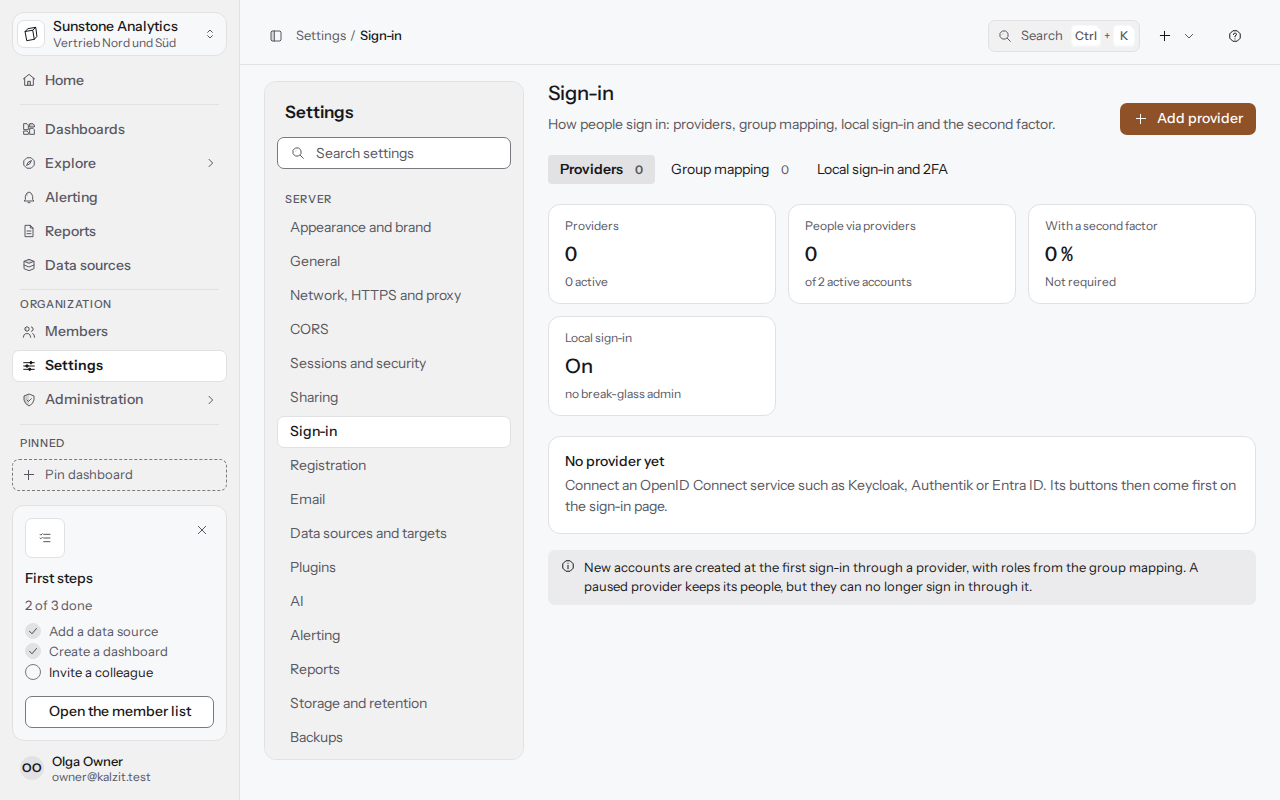 Sunstone Analytics
Vertrieb Nord und Süd
Home
Dashboards
Explore
Alerting
Reports
Data sources
ORGANIZATION
Members
Settings
Administration
PINNED
Pin dashboard
First steps
2 of 3 done
Add a data source
Create a dashboard
Invite a colleague
Open the member list
OO
Olga Owner
owner@kalzit.test
Settings / Sign-in
Search Ctrl + K
Settings
Search settings
SERVER
Appearance and brand
General
Network, HTTPS and proxy
CORS
Sessions and security
Sharing
Sign-in
Registration
Email
Data sources and targets
Plugins
AI
Alerting
Reports
Storage and retention
Backups
Sign-in
How people sign in: providers, group mapping, local sign-in and the second factor.
Add provider
Providers 0
Group mapping 0
Local sign-in and 2FA
Providers
0
0 active
People via providers
0
of 2 active accounts
With a second factor
0 %
Not required
Local sign-in
On
no break-glass admin
No provider yet
Connect an OpenID Connect service such as Keycloak, Authentik or Entra ID. Its buttons then come first on
the sign-in page.
New accounts are created at the first sign-in through a provider, with roles from the group mapping. A
paused provider keeps its people, but they can no longer sign in through it.